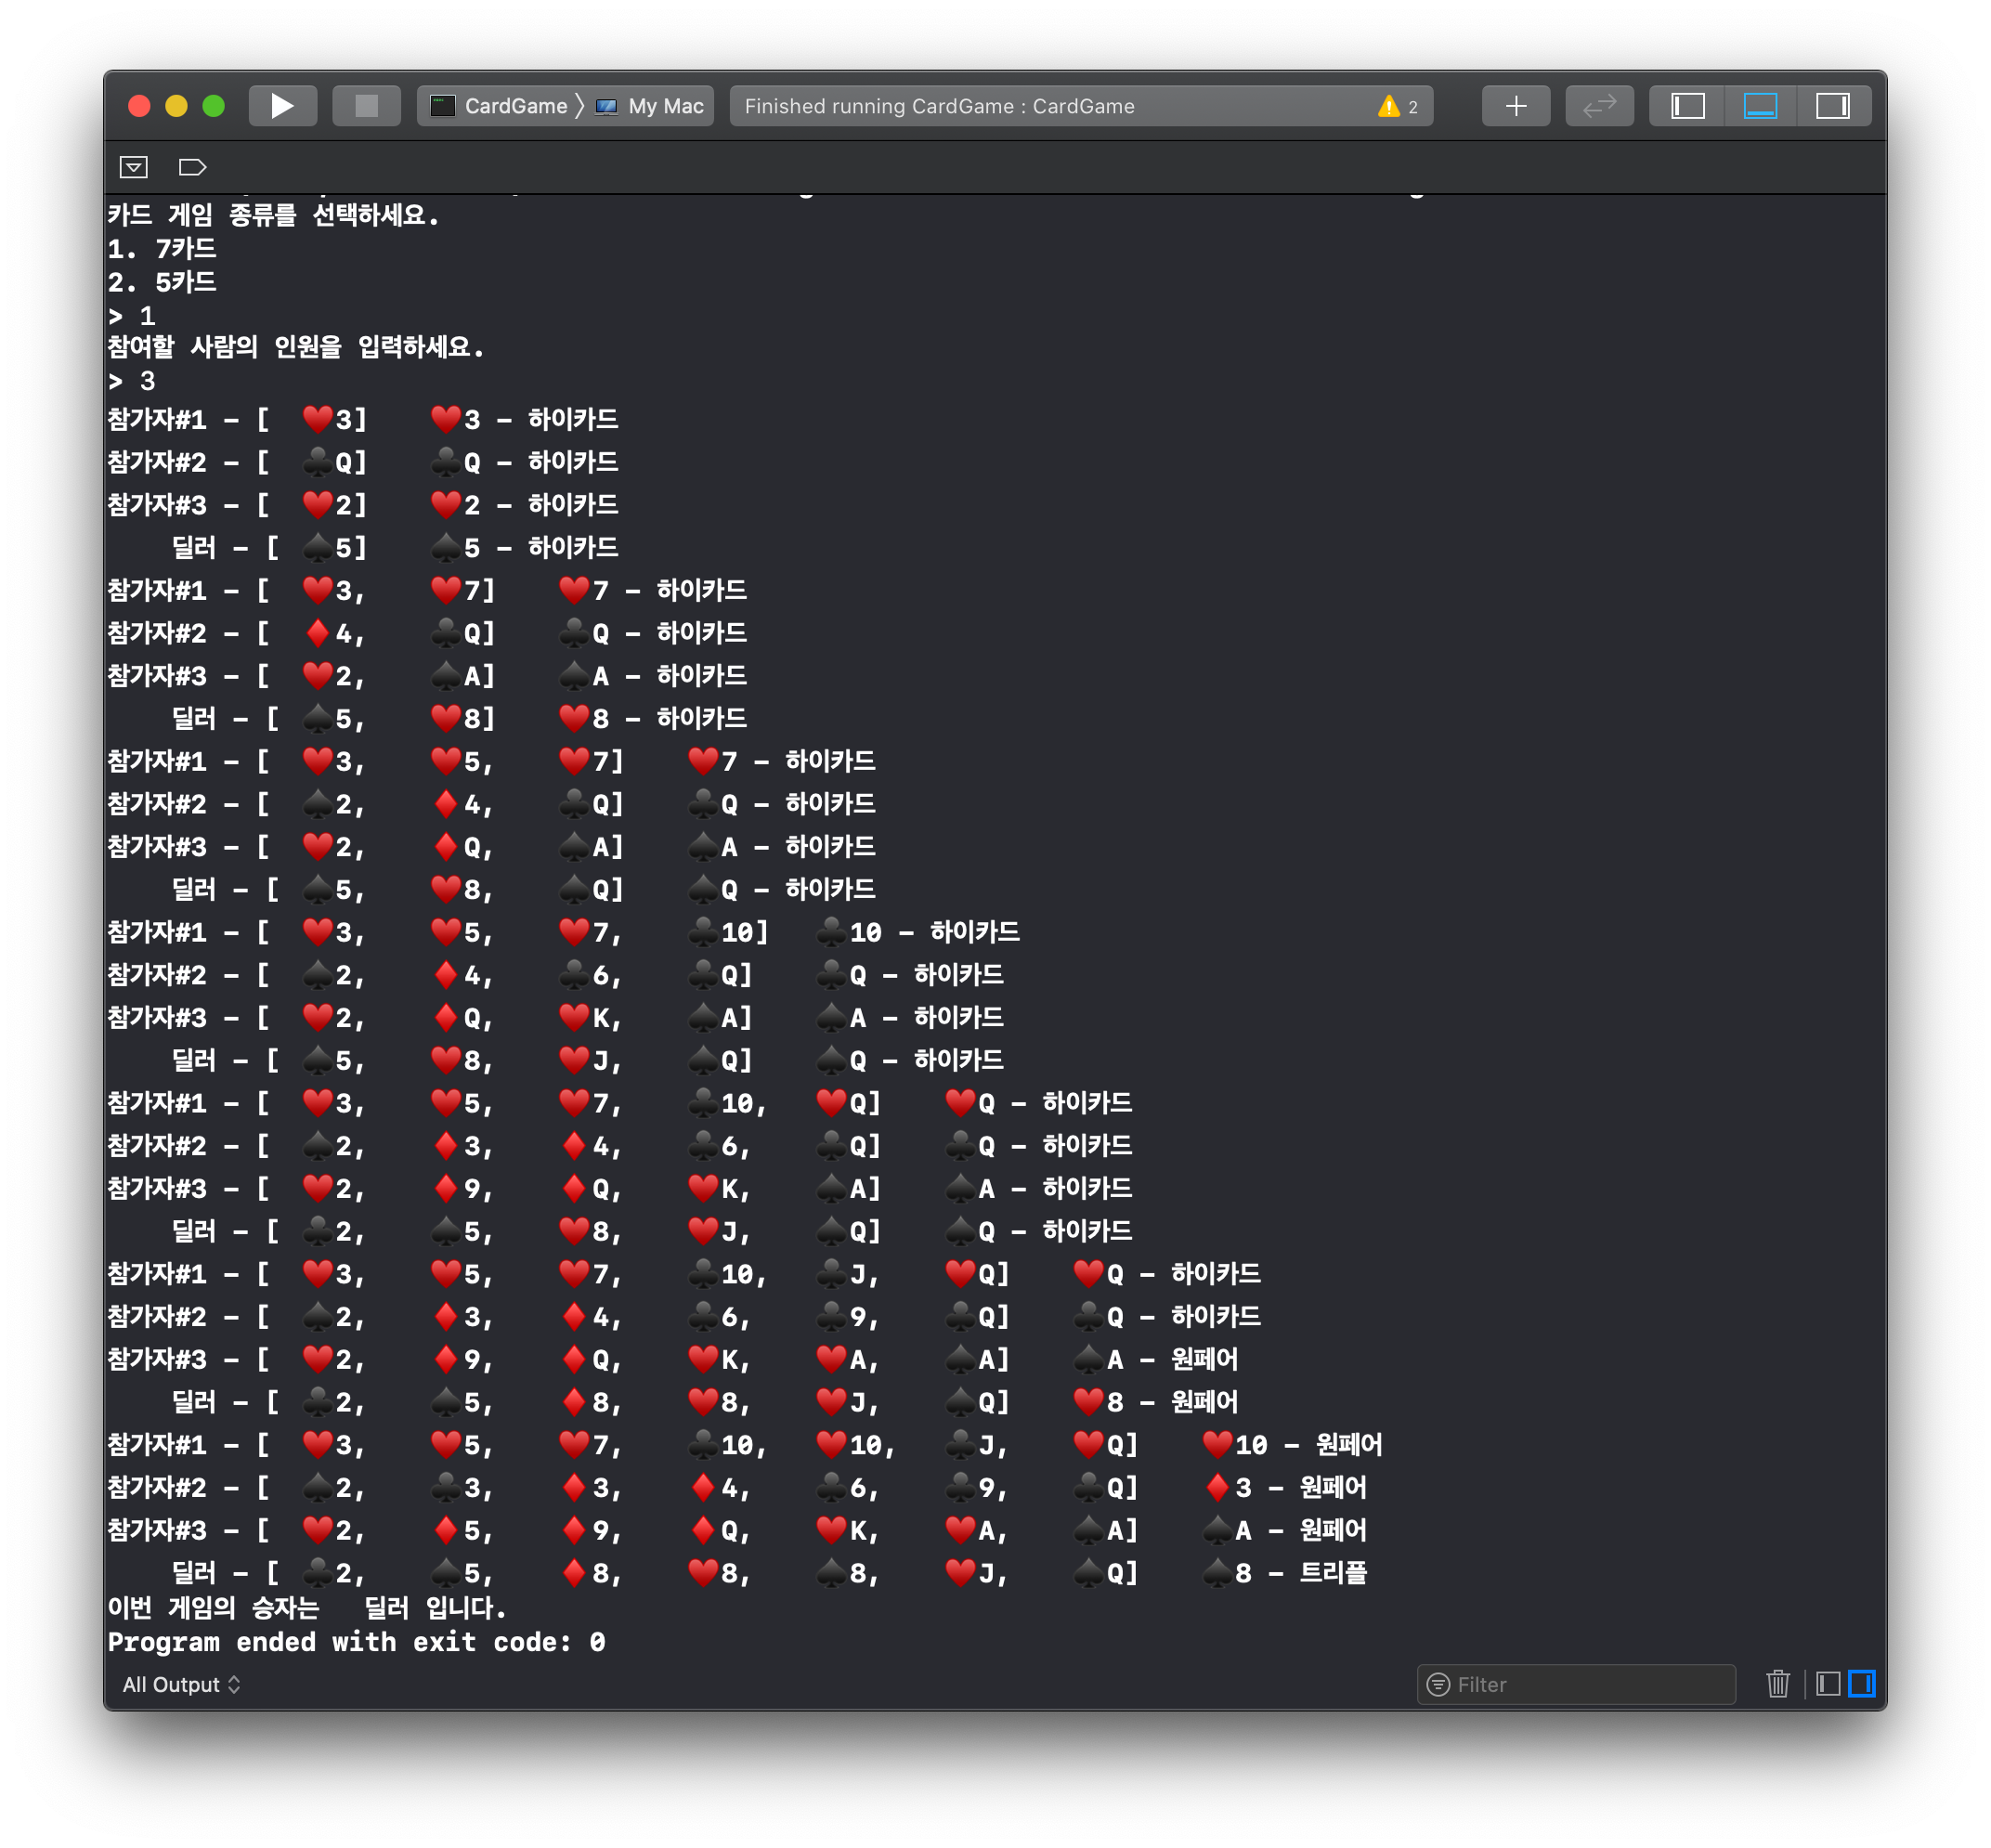 CardGame 〉 My Mac
Finished running CardGame : CardGame
2
카드 게임 종류를 선택하세요.
1. 7카드
2. 5카드
> 1
참여할 사람의 인원을 입력하세요.
> 3
참가자#1 - [ ♥️3] ♥️3 - 하이카드
참가자#2 - [ ♣️Q] ♣️Q - 하이카드
참가자#3 - [ ♥️2] ♥️2 - 하이카드
딜러 - [ ♠️5] ♠️5 - 하이카드
참가자#1 - [ ♥️3, ♥️7] ♥️7 - 하이카드
참가자#2 - [ ♦️4, ♣️Q] ♣️Q - 하이카드
참가자#3 - [ ♥️2, ♠️A] ♠️A - 하이카드
딜러 - [ ♠️5, ♥️8] ♥️8 - 하이카드
참가자#1 - [ ♥️3, ♥️5, ♥️7] ♥️7 - 하이카드
참가자#2 - [ ♠️2, ♦️4, ♣️Q] ♣️Q - 하이카드
참가자#3 - [ ♥️2, ♦️Q, ♠️A] ♠️A - 하이카드
딜러 - [ ♠️5, ♥️8, ♠️Q] ♠️Q - 하이카드
참가자#1 - [ ♥️3, ♥️5, ♥️7, ♣️10] ♣️10 - 하이카드
참가자#2 - [ ♠️2, ♦️4, ♣️6, ♣️Q] ♣️Q - 하이카드
참가자#3 - [ ♥️2, ♦️Q, ♥️K, ♠️A] ♠️A - 하이카드
딜러 - [ ♠️5, ♥️8, ♥️J, ♠️Q] ♠️Q - 하이카드
참가자#1 - [ ♥️3, ♥️5, ♥️7, ♣️10, ♥️Q] ♥️Q - 하이카드
참가자#2 - [ ♠️2, ♦️3, ♦️4, ♣️6, ♣️Q] ♣️Q - 하이카드
참가자#3 - [ ♥️2, ♦️9, ♦️Q, ♥️K, ♠️A] ♠️A - 하이카드
딜러 - [ ♣️2, ♠️5, ♥️8, ♥️J, ♠️Q] ♠️Q - 하이카드
참가자#1 - [ ♥️3, ♥️5, ♥️7, ♣️10, ♣️J, ♥️Q] ♥️Q - 하이카드
참가자#2 - [ ♠️2, ♦️3, ♦️4, ♣️6, ♣️9, ♣️Q] ♣️Q - 하이카드
참가자#3 - [ ♥️2, ♦️9, ♦️Q, ♥️K, ♥️A, ♠️A] ♠️A - 원페어
딜러 - [ ♣️2, ♠️5, ♦️8, ♥️8, ♥️J, ♠️Q] ♥️8 - 원페어
참가자#1 - [ ♥️3, ♥️5, ♥️7, ♣️10, ♥️10, ♣️J, ♥️Q] ♥️10 - 원페어
참가자#2 - [ ♠️2, ♣️3, ♦️3, ♦️4, ♣️6, ♣️9, ♣️Q] ♦️3 - 원페어
참가자#3 - [ ♥️2, ♦️5, ♦️9, ♦️Q, ♥️K, ♥️A, ♠️A] ♠️A - 원페어
딜러 - [ ♣️2, ♠️5, ♦️8, ♥️8, ♠️8, ♥️J, ♠️Q] ♠️8 - 트리플
이번 게임의 승자는 딜러 입니다.
Program ended with exit code: 0
All Output
Filter